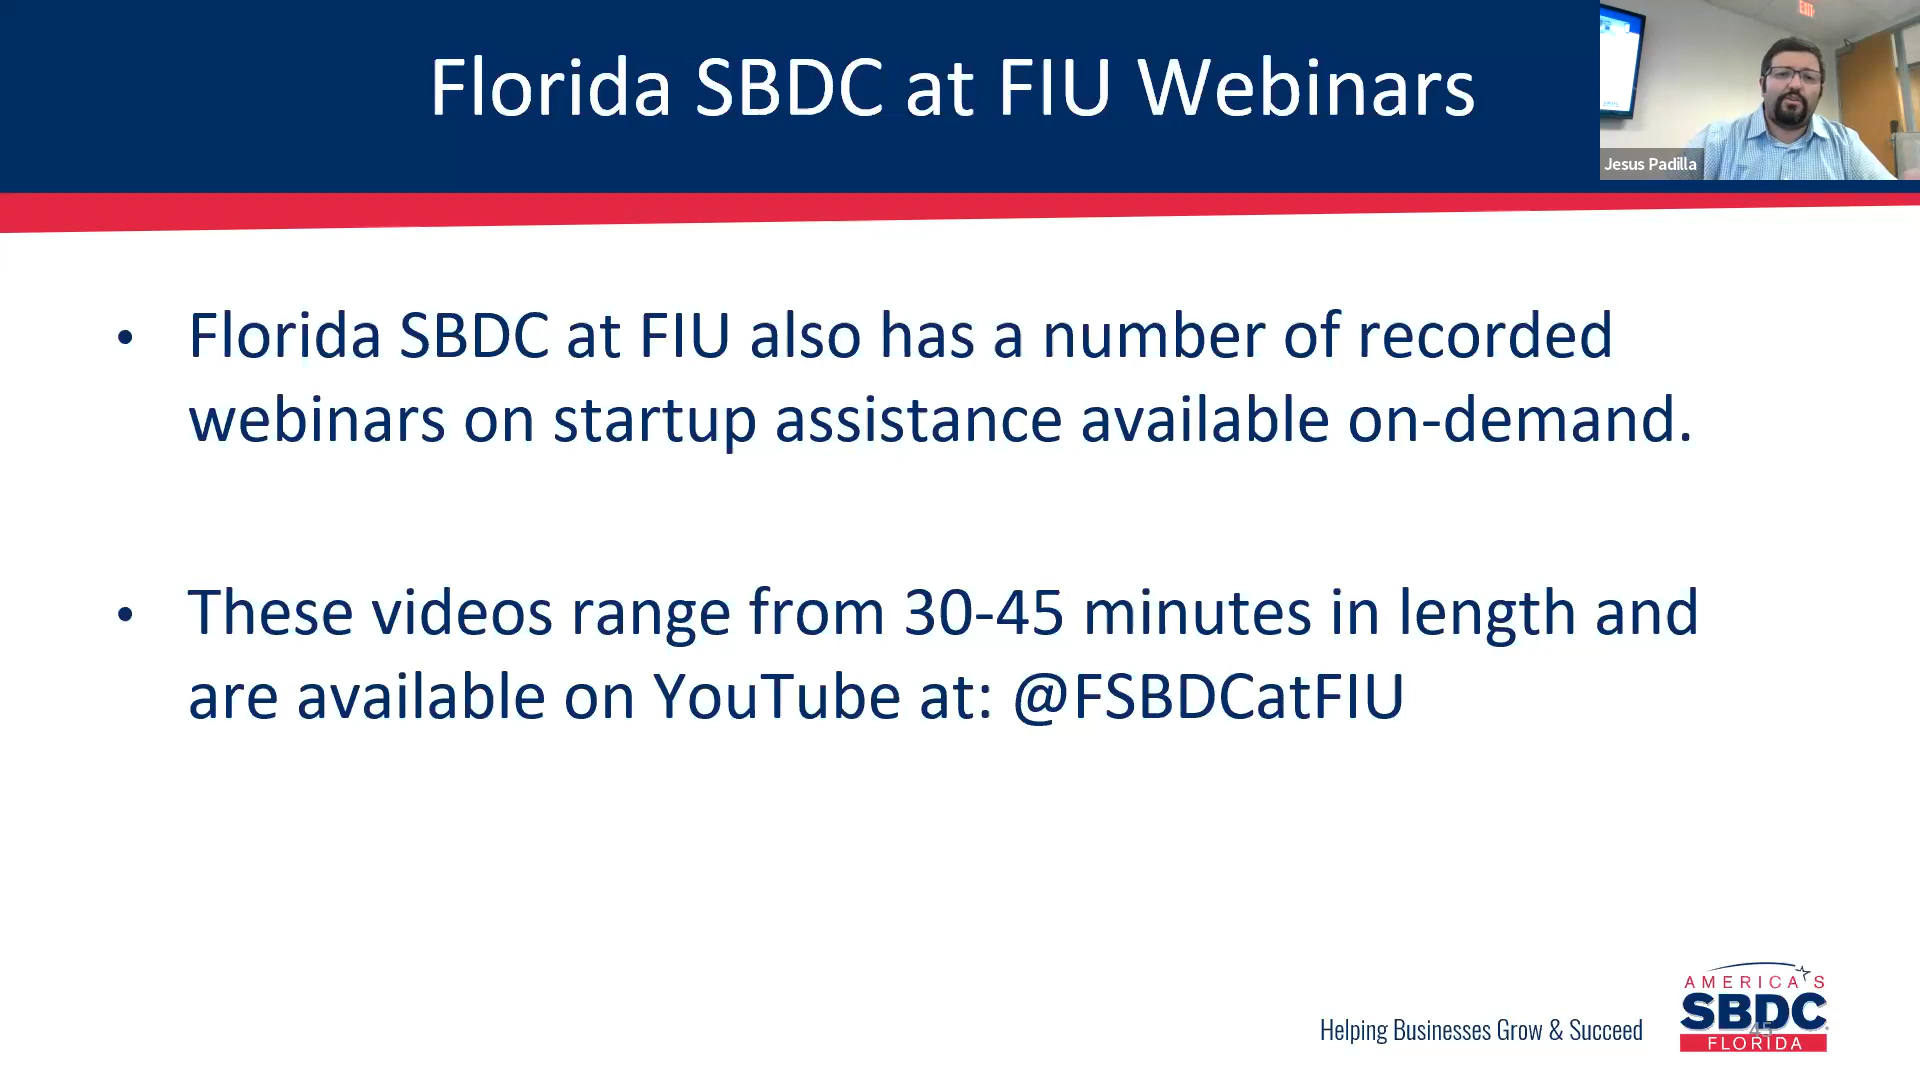 Florida SBDC at FIU Webinars
EXIT
Jesus Padilla
• Florida SBDC at FIU also has a number of recorded
webinars on startup assistance available on-demand.
• These videos range from 30-45 minutes in length and
are available on YouTube at: @FSBDCatFIU
Helping Businesses Grow & Succeed
AMERICA'S
SBDC
45
FLORIDA